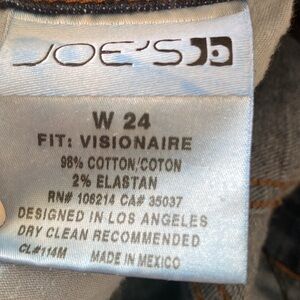 JOE'S
W 24
FIT: VISIONAIRE
98% COTTON/COTON
2% ELASTAN
RN# 106214 CA# 35037
DESIGNED IN LOS ANGELES
DRY CLEAN RECOMMENDED
CL#114M MADE IN MEXICO